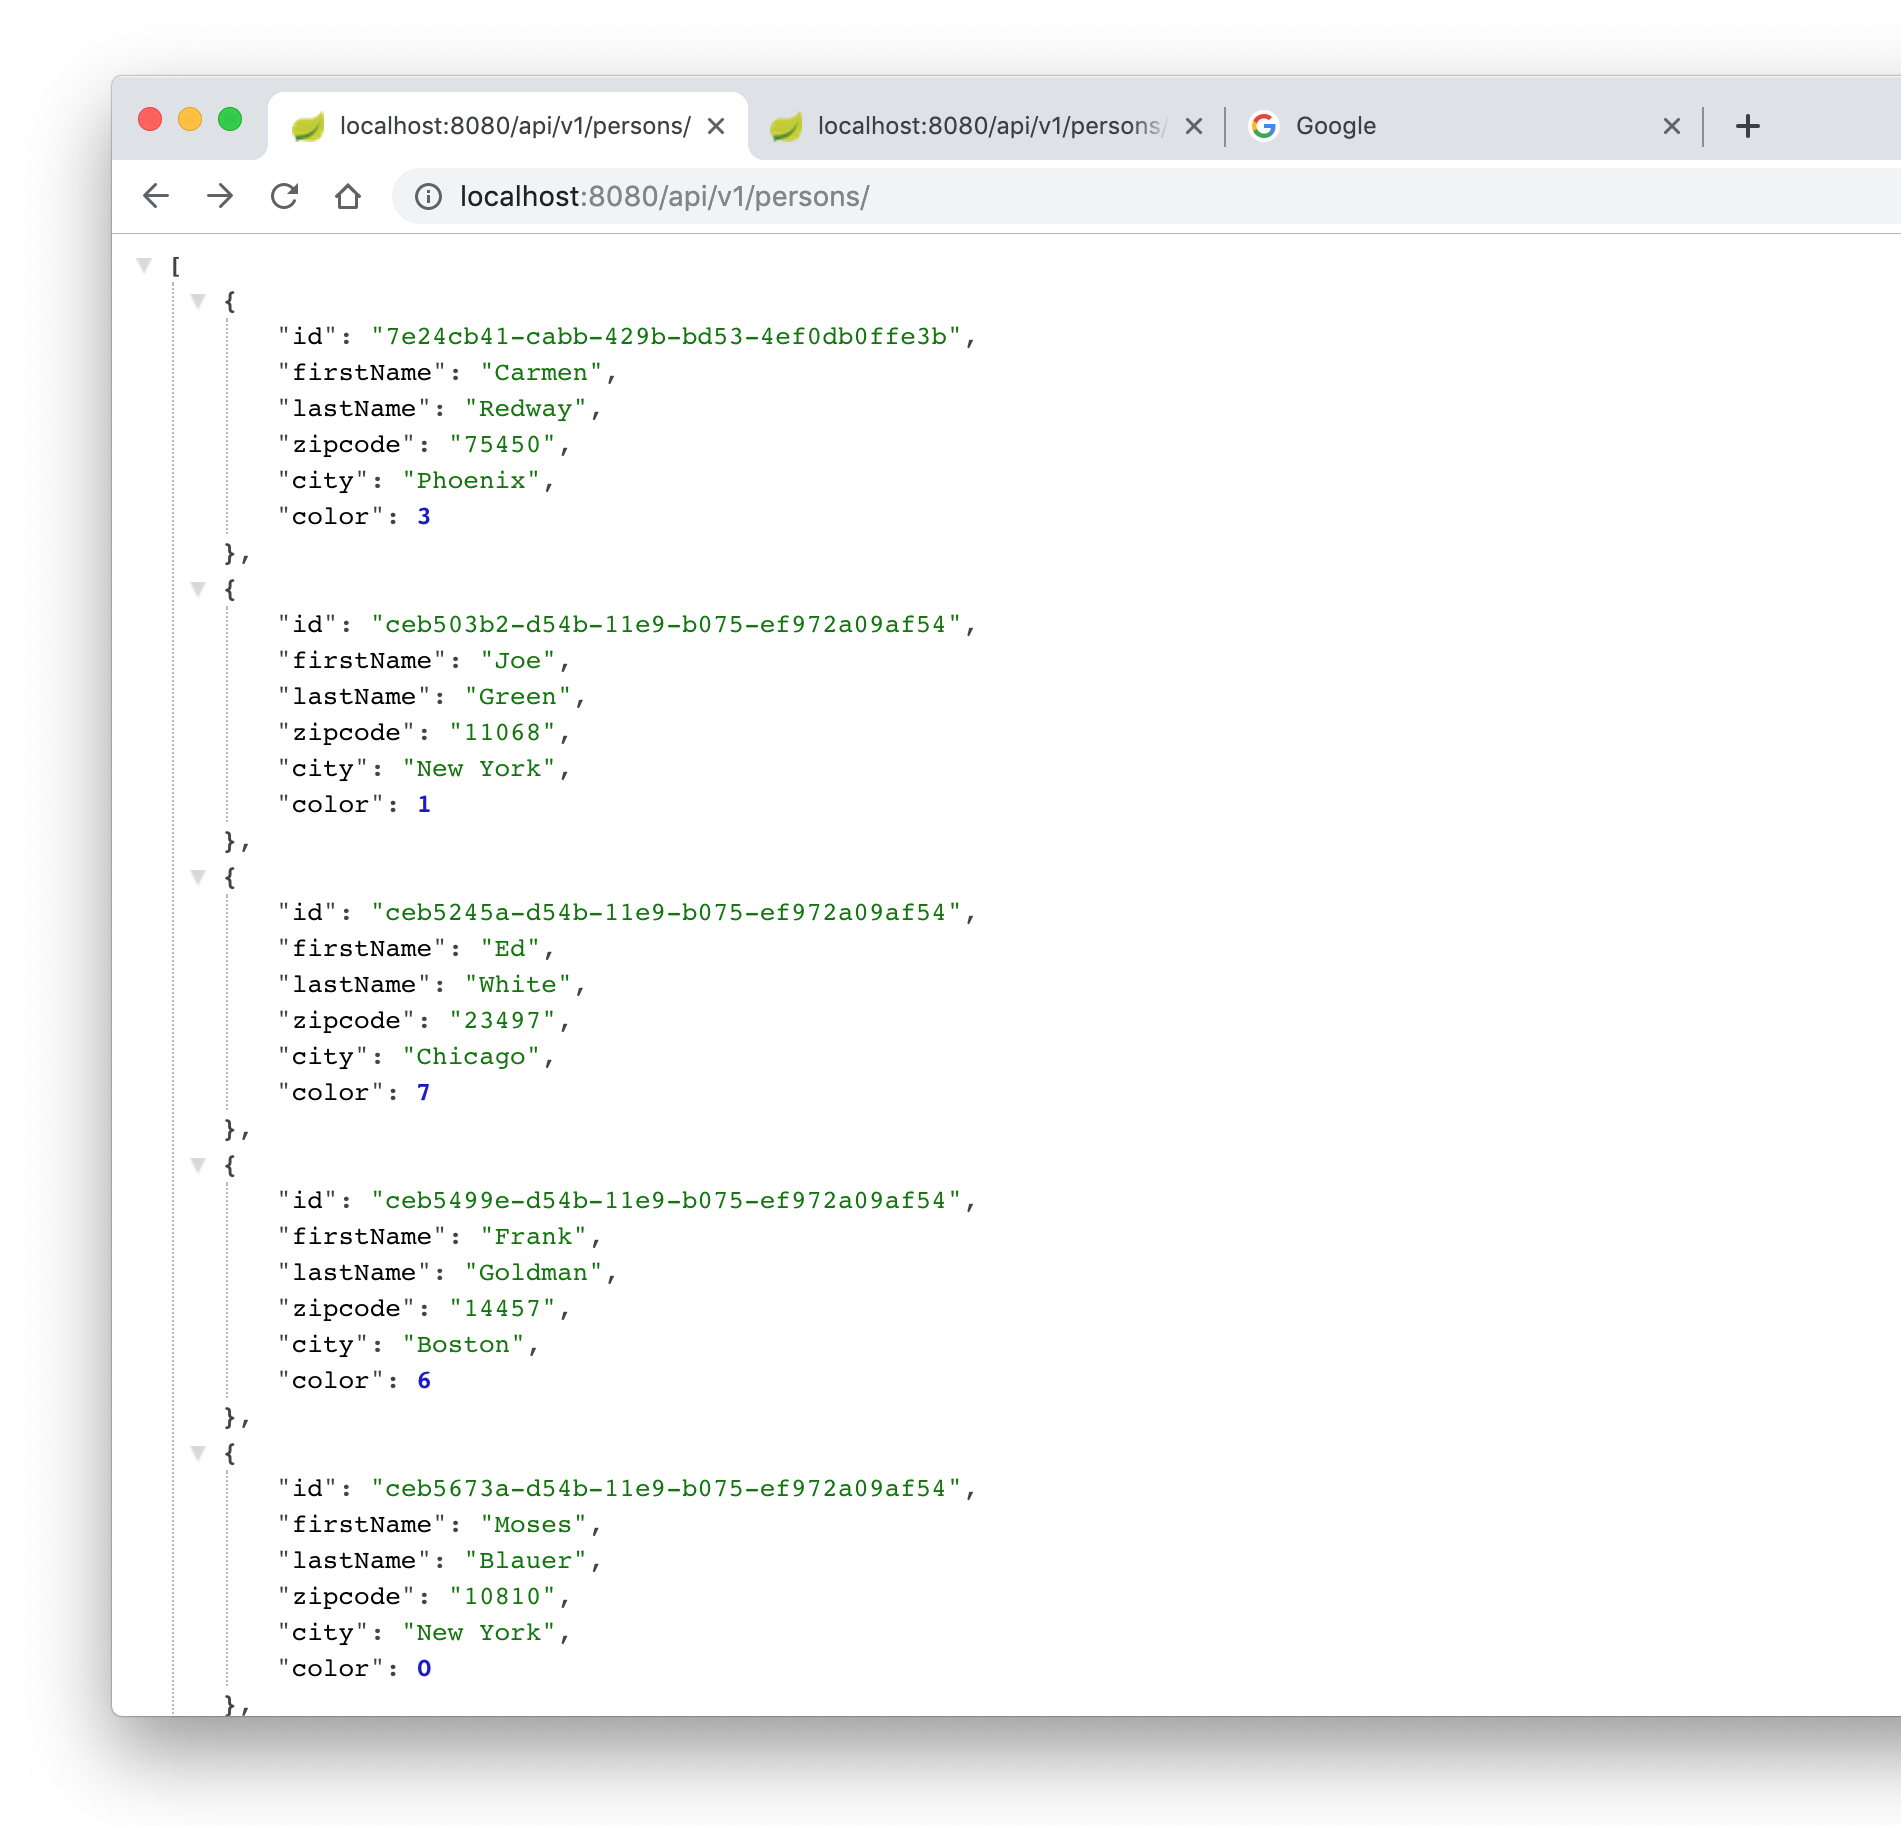 localhost:8080/api/v1/persons/
localhost:8080/api/v1/persons/
Google
localhost:8080/api/v1/persons/
[
{
"id": "7e24cb41-cabb-429b-bd53-4ef0db0ffe3b",
"firstName": "Carmen",
"lastName": "Redway",
"zipcode": "75450",
"city": "Phoenix",
"color": 3
},
{
"id": "ceb503b2-d54b-11e9-b075-ef972a09af54",
"firstName": "Joe",
"lastName": "Green",
"zipcode": "11068",
"city": "New York",
"color": 1
},
{
"id": "ceb5245a-d54b-11e9-b075-ef972a09af54",
"firstName": "Ed",
"lastName": "White",
"zipcode": "23497",
"city": "Chicago",
"color": 7
},
{
"id": "ceb5499e-d54b-11e9-b075-ef972a09af54",
"firstName": "Frank",
"lastName": "Goldman",
"zipcode": "14457",
"city": "Boston",
"color": 6
},
{
"id": "ceb5673a-d54b-11e9-b075-ef972a09af54",
"firstName": "Moses",
"lastName": "Blauer",
"zipcode": "10810",
"city": "New York",
"color": 0
},